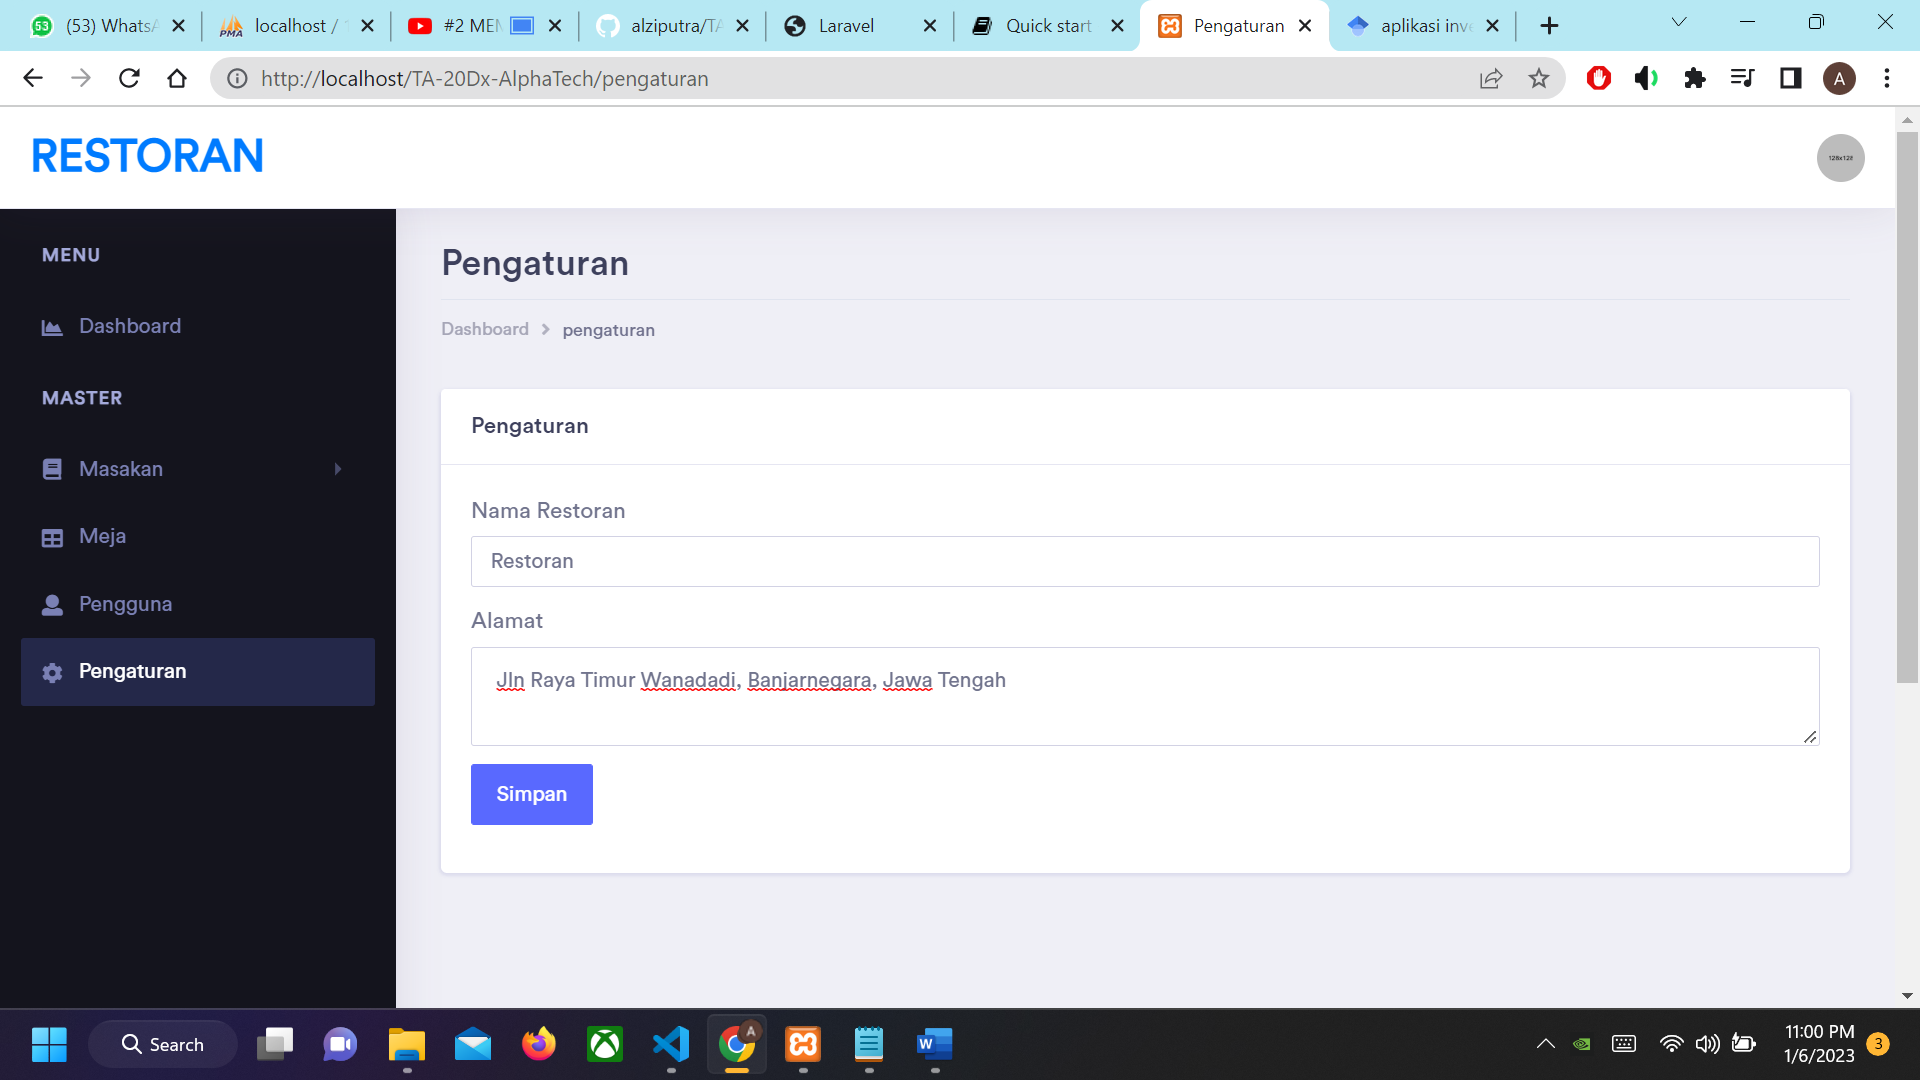 (53) Whats
localhost /
#2 MEN
alziputra/TA
Laravel
Quick start
Pengaturan
aplikasi inve
http://localhost/TA-20Dx-AlphaTech/pengaturan
A
RESTORAN
128x128
MENU
Dashboard
MASTER
Masakan
Meja
Pengguna
Pengaturan
Pengaturan
Dashboard > pengaturan
Pengaturan
Nama Restoran
Restoran
Alamat
Jln Raya Timur Wanadadi, Banjarnegara, Jawa Tengah
Simpan
Search
11:00 PM
1/6/2023
3